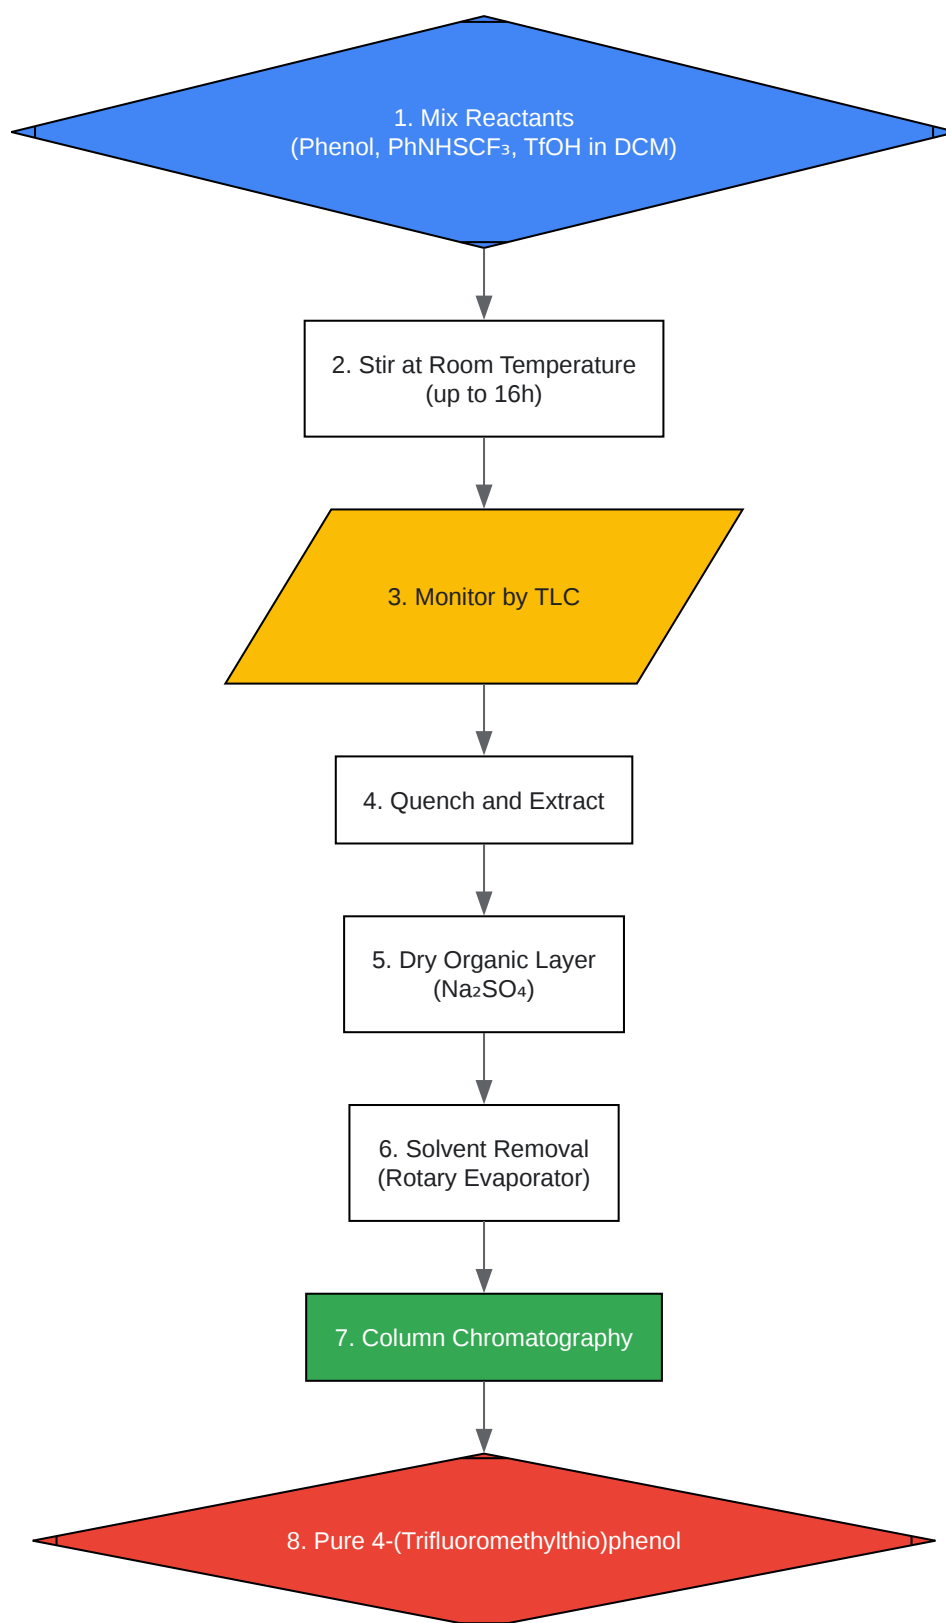 1. Mix Reactants
(Phenol, PhNHSCF₃, TfOH in DCM)
2. Stir at Room Temperature
(up to 16h)
3. Monitor by TLC
4. Quench and Extract
5. Dry Organic Layer
(Na₂SO₄)
6. Solvent Removal
(Rotary Evaporator)
7. Column Chromatography
8. Pure 4-(Trifluoromethylthio)phenol